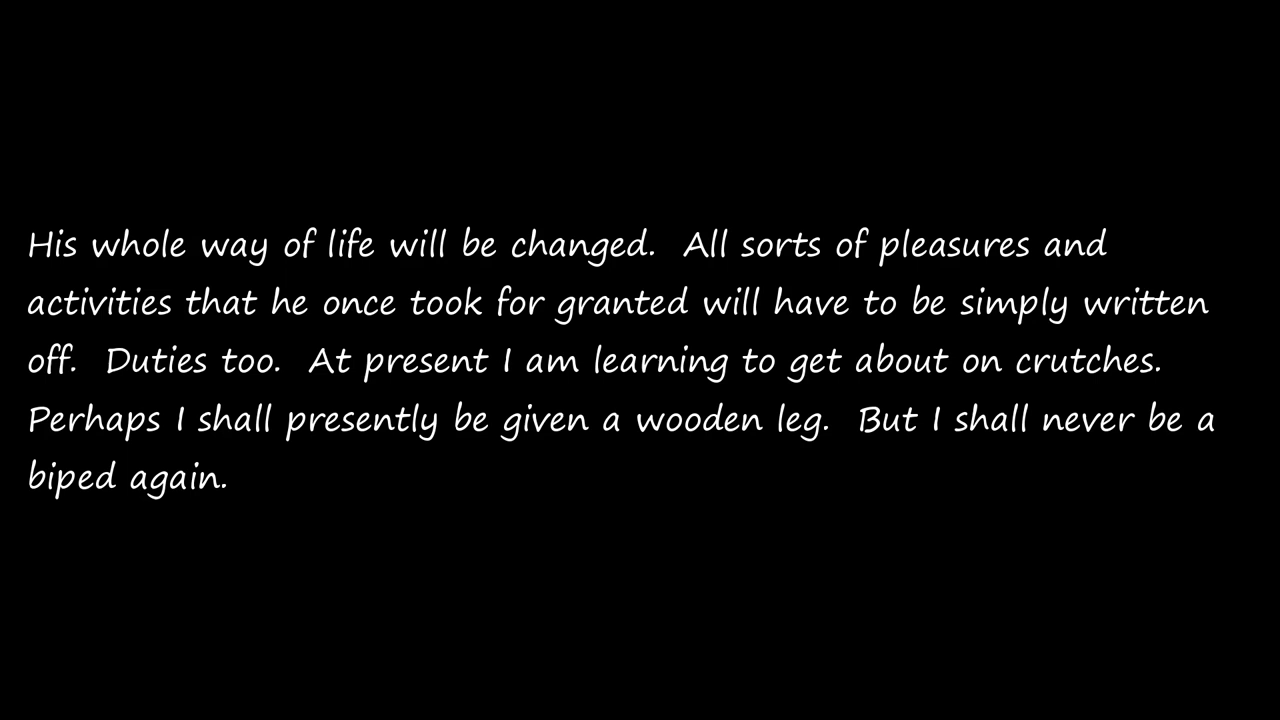 His whole way of life will be changed.  All sorts of pleasures and
activities that he once took for granted will have to be simply written
off.  Duties too.  At present I am learning to get about on crutches.
Perhaps I shall presently be given a wooden leg.  But I shall never be a
biped again.